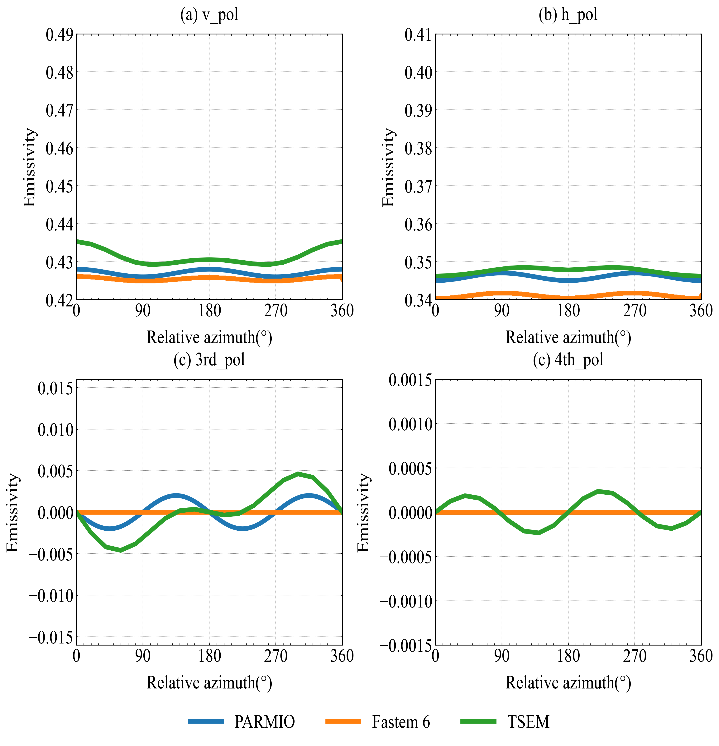 (a) v_pol
(b) h_pol
0.49
0.48
0.47
0.46
0.45
0.44
0.43
0.42
Emissivity
0 90 180 270 360
Relative azimuth(°)
0.41
0.40
0.39
0.38
0.37
0.36
0.35
0.34
Emissivity
0 90 180 270 360
Relative azimuth(°)
(c) 3rd_pol
(c) 4th_pol
0.015
0.010
0.005
0.000
−0.005
−0.010
−0.015
Emissivity
0 90 180 270 360
Relative azimuth(°)
0.0015
0.0010
0.0005
0.0000
−0.0005
−0.0010
−0.0015
Emissivity
0 90 180 270 360
Relative azimuth(°)
PARMIO Fastem 6 TSEM